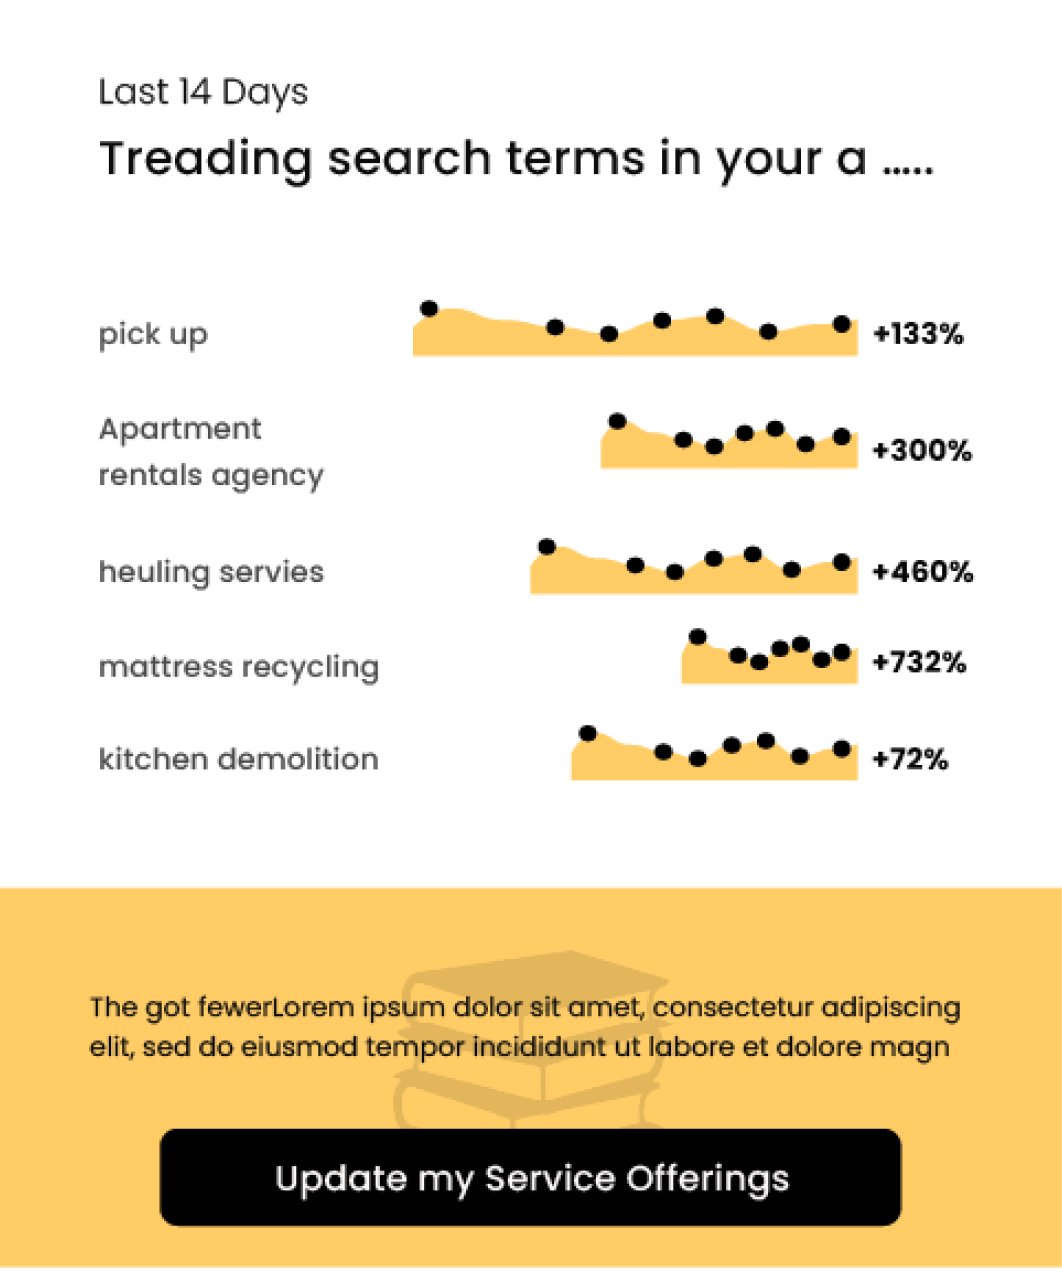 Last 14 Days
Treading search terms in your a .....
pick up
+133%
Apartment
rentals agency
+300%
heuling servies
+460%
mattress recycling
+732%
kitchen demolition
+72%
The got fewerLorem ipsum dolor sit amet, consectetur adipiscing
elit, sed do eiusmod tempor incididunt ut labore et dolore magn
Update my Service Offerings